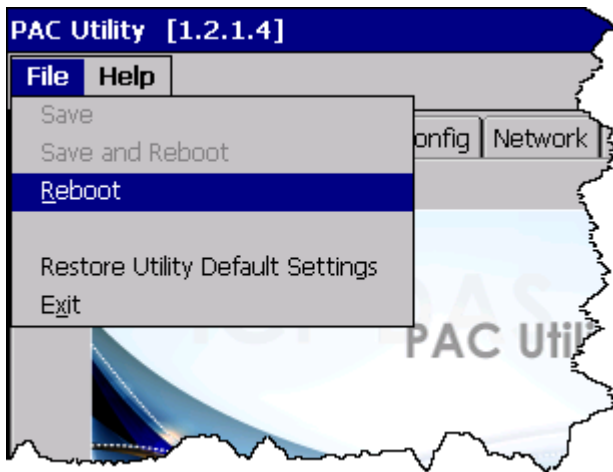 PAC Utility [1.2.1.4]
File Help
Save
Save and Reboot
Reboot
Restore Utility Default Settings
Exit
onfig Network
PAC Utili